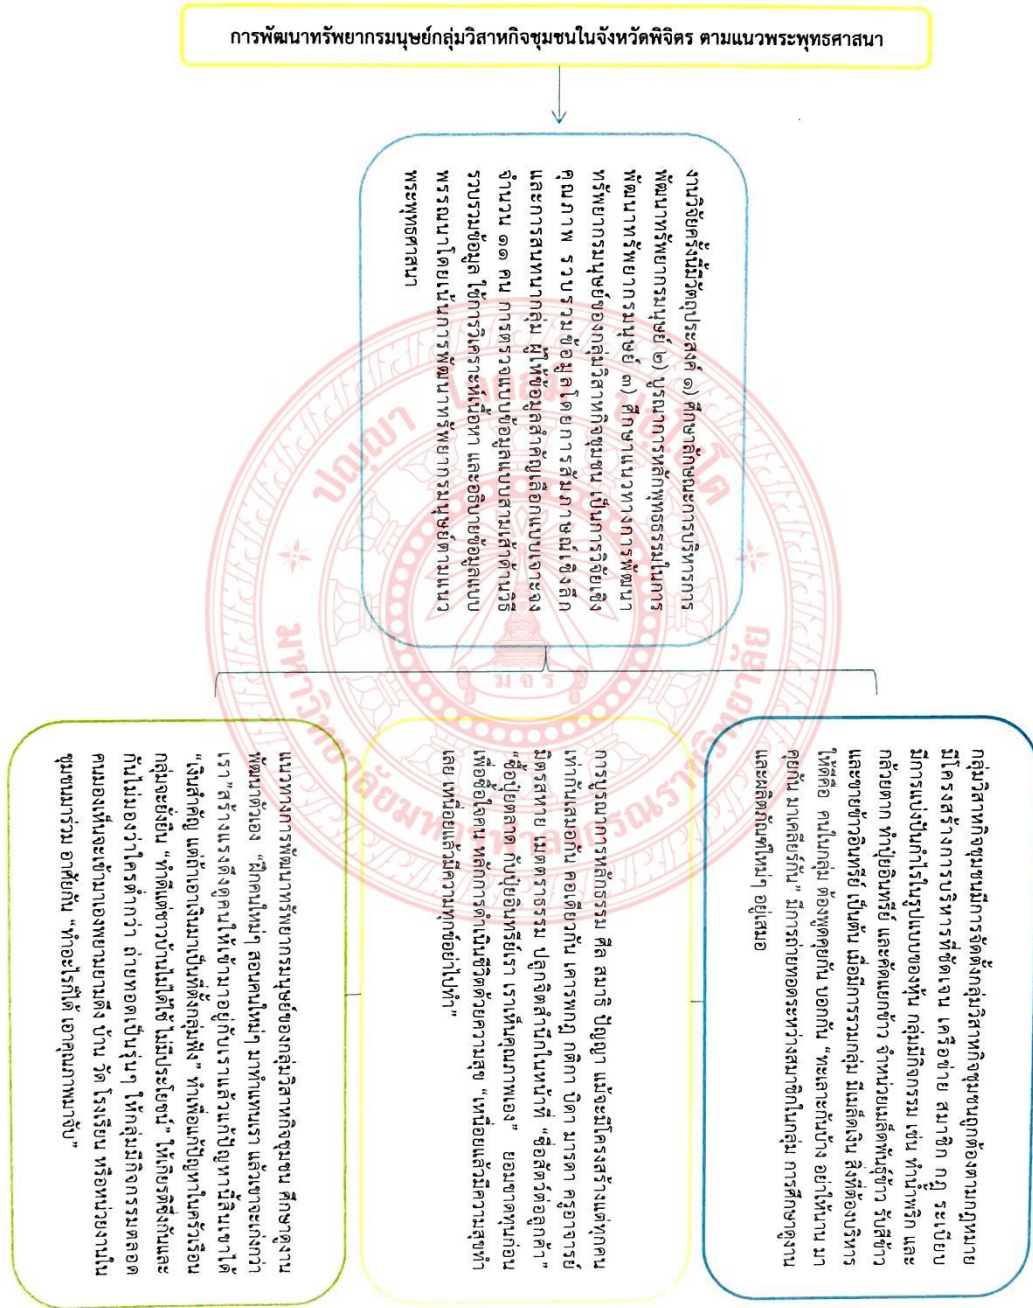 การพัฒนาทรัพยากรมนุษย์กลุ่มวิสาหกิจชุมชนในจังหวัดพิจิตร ตามแนวพระพุทธศาสนา
งานวิจัยครั้งนี้มีวัตถุประสงค์ ๑) ศึกษาลักษณะการบริหารการ
พัฒนาทรัพยากรมนุษย์ ๒) บูรณาการหลักพุทธธรรมในการ
พัฒนาทรัพยากรมนุษย์ ๓) ศึกษาแนวทางการพัฒนา
ทรัพยากรมนุษย์ของกลุ่มวิสาหกิจชุมชน เป็นการวิจัยเชิง
คุณภาพ รวบรวมข้อมูลโดยการสัมภาษณ์เชิงลึก
และการสนทนากลุ่ม ผู้ให้ข้อมูลสำคัญเลือกแบบเจาะจง
จำนวน ๑๑ คน การตรวจแบบข้อมูลแบบสามเส้าด้านวิธี
รวบรวมข้อมูล ใช้การวิเคราะห์เนื้อหา และอธิบายข้อมูลแบบ
พรรณนาโดยเน้นการพัฒนาทรัพยากรมนุษย์ตามแนว
พระพุทธศาสนา
กลุ่มวิสาหกิจชุมชนมีการจัดตั้งกลุ่มวิสาหกิจชุมชนถูกต้องตามกฎหมาย
มีโครงสร้างการบริหารที่ชัดเจน เครือข่าย สมาชิก กฎ ระเบียบ
มีการแบ่งปันกำไรในรูปแบบของหุ้น กลุ่มมีกิจกรรม เช่น ทำน้ำพริก และ
กล้วยตาก ทำปุ๋ยอินทรีย์ และคัดแยกข้าว จำหน่ายเมล็ดพันธุ์ข้าว รับสีข้าว
และขายข้าวอินทรีย์ เป็นต้น เมื่อมีการรวมกลุ่ม มีเม็ดเงิน สิ่งที่ต้องบริหาร
ให้ดีคือ คนในกลุ่ม ต้องพูดคุยกัน บอกกัน "ทะเลาะกันบ้าง อย่าให้นาน มา
คุยกัน มาเคลียร์กัน" มีการถ่ายทอดระหว่างสมาชิกในกลุ่ม การศึกษาดูงาน
และผลิตภัณฑ์ใหม่ๆ อยู่เสมอ
การบูรณาการหลักธรรม ศีล สมาธิ ปัญญา แม้จะมีโครงสร้างแต่ทุกคน
เท่ากันเสมอกัน คอเดียวกัน เคารพกฎ กติกา บิดา มารดา ครูอาจารย์
มิตรสหาย เมตตาธรรม ปลูกจิตสำนึกในหน้าที่ "ซื่อสัตว์ต่อลูกค้า"
"ซื้อปุ๋ยตลาด กับปุ๋ยอินทรีย์เรา เราเห็นคุณภาพเอง" ยอมขาดทุนก่อน
เพื่อซื้อใจคน หลักการดำเนินชีวิตด้วยความสุข "เหนื่อยแล้วมีความสุขทำ
เลย เหนื่อยแล้วมีความทุกข์อย่าไปทำ"
แนวทางการพัฒนาทรัพยากรมนุษย์ของกลุ่มวิสาหกิจชุมชน ศึกษาดูงาน
พัฒนาตัวเอง "ฝึกคนใหม่ๆ สอนคนใหม่ๆ มาทำแทนเรา แล้วเขาจะเก่งกว่า
เรา "สร้างแรงดึงดูคนให้เข้ามาอยู่กับเราแล้วแก้ปัญหานี้สินเขาได้
"เงินสำคัญ แต่ถ้าเอาเงินมาเป็นที่ตั้งกลุ่มพัง" ทำเพื่อแก้ปัญหาในครัวเรือน
กลุ่มจะยั่งยืน "ทำดีแต่ชาวบ้านไม่ได้ใช้ ไม่มีประโยชน์" ให้เกียรติซึ่งกันและ
กันไม่มองว่าใครต่ำกว่า ถ่ายทอดเป็นรุ่นๆ ให้กลุ่มมีกิจกรรมตลอด
คนมองเห็นจะเข้ามาเองพยายามดึง บ้าน วัด โรงเรียน หรือหน่วยงานใน
ชุมชนมาร่วม อาศัยกัน "ทำอะไรก็ได้ เอาคุณภาพมาจับ"
ปญฺญา โลกสฺมิ ปชฺโชโต
มจร
มหาวิทยาลัยมหาจุฬาลงกรณราชวิทยาลัย